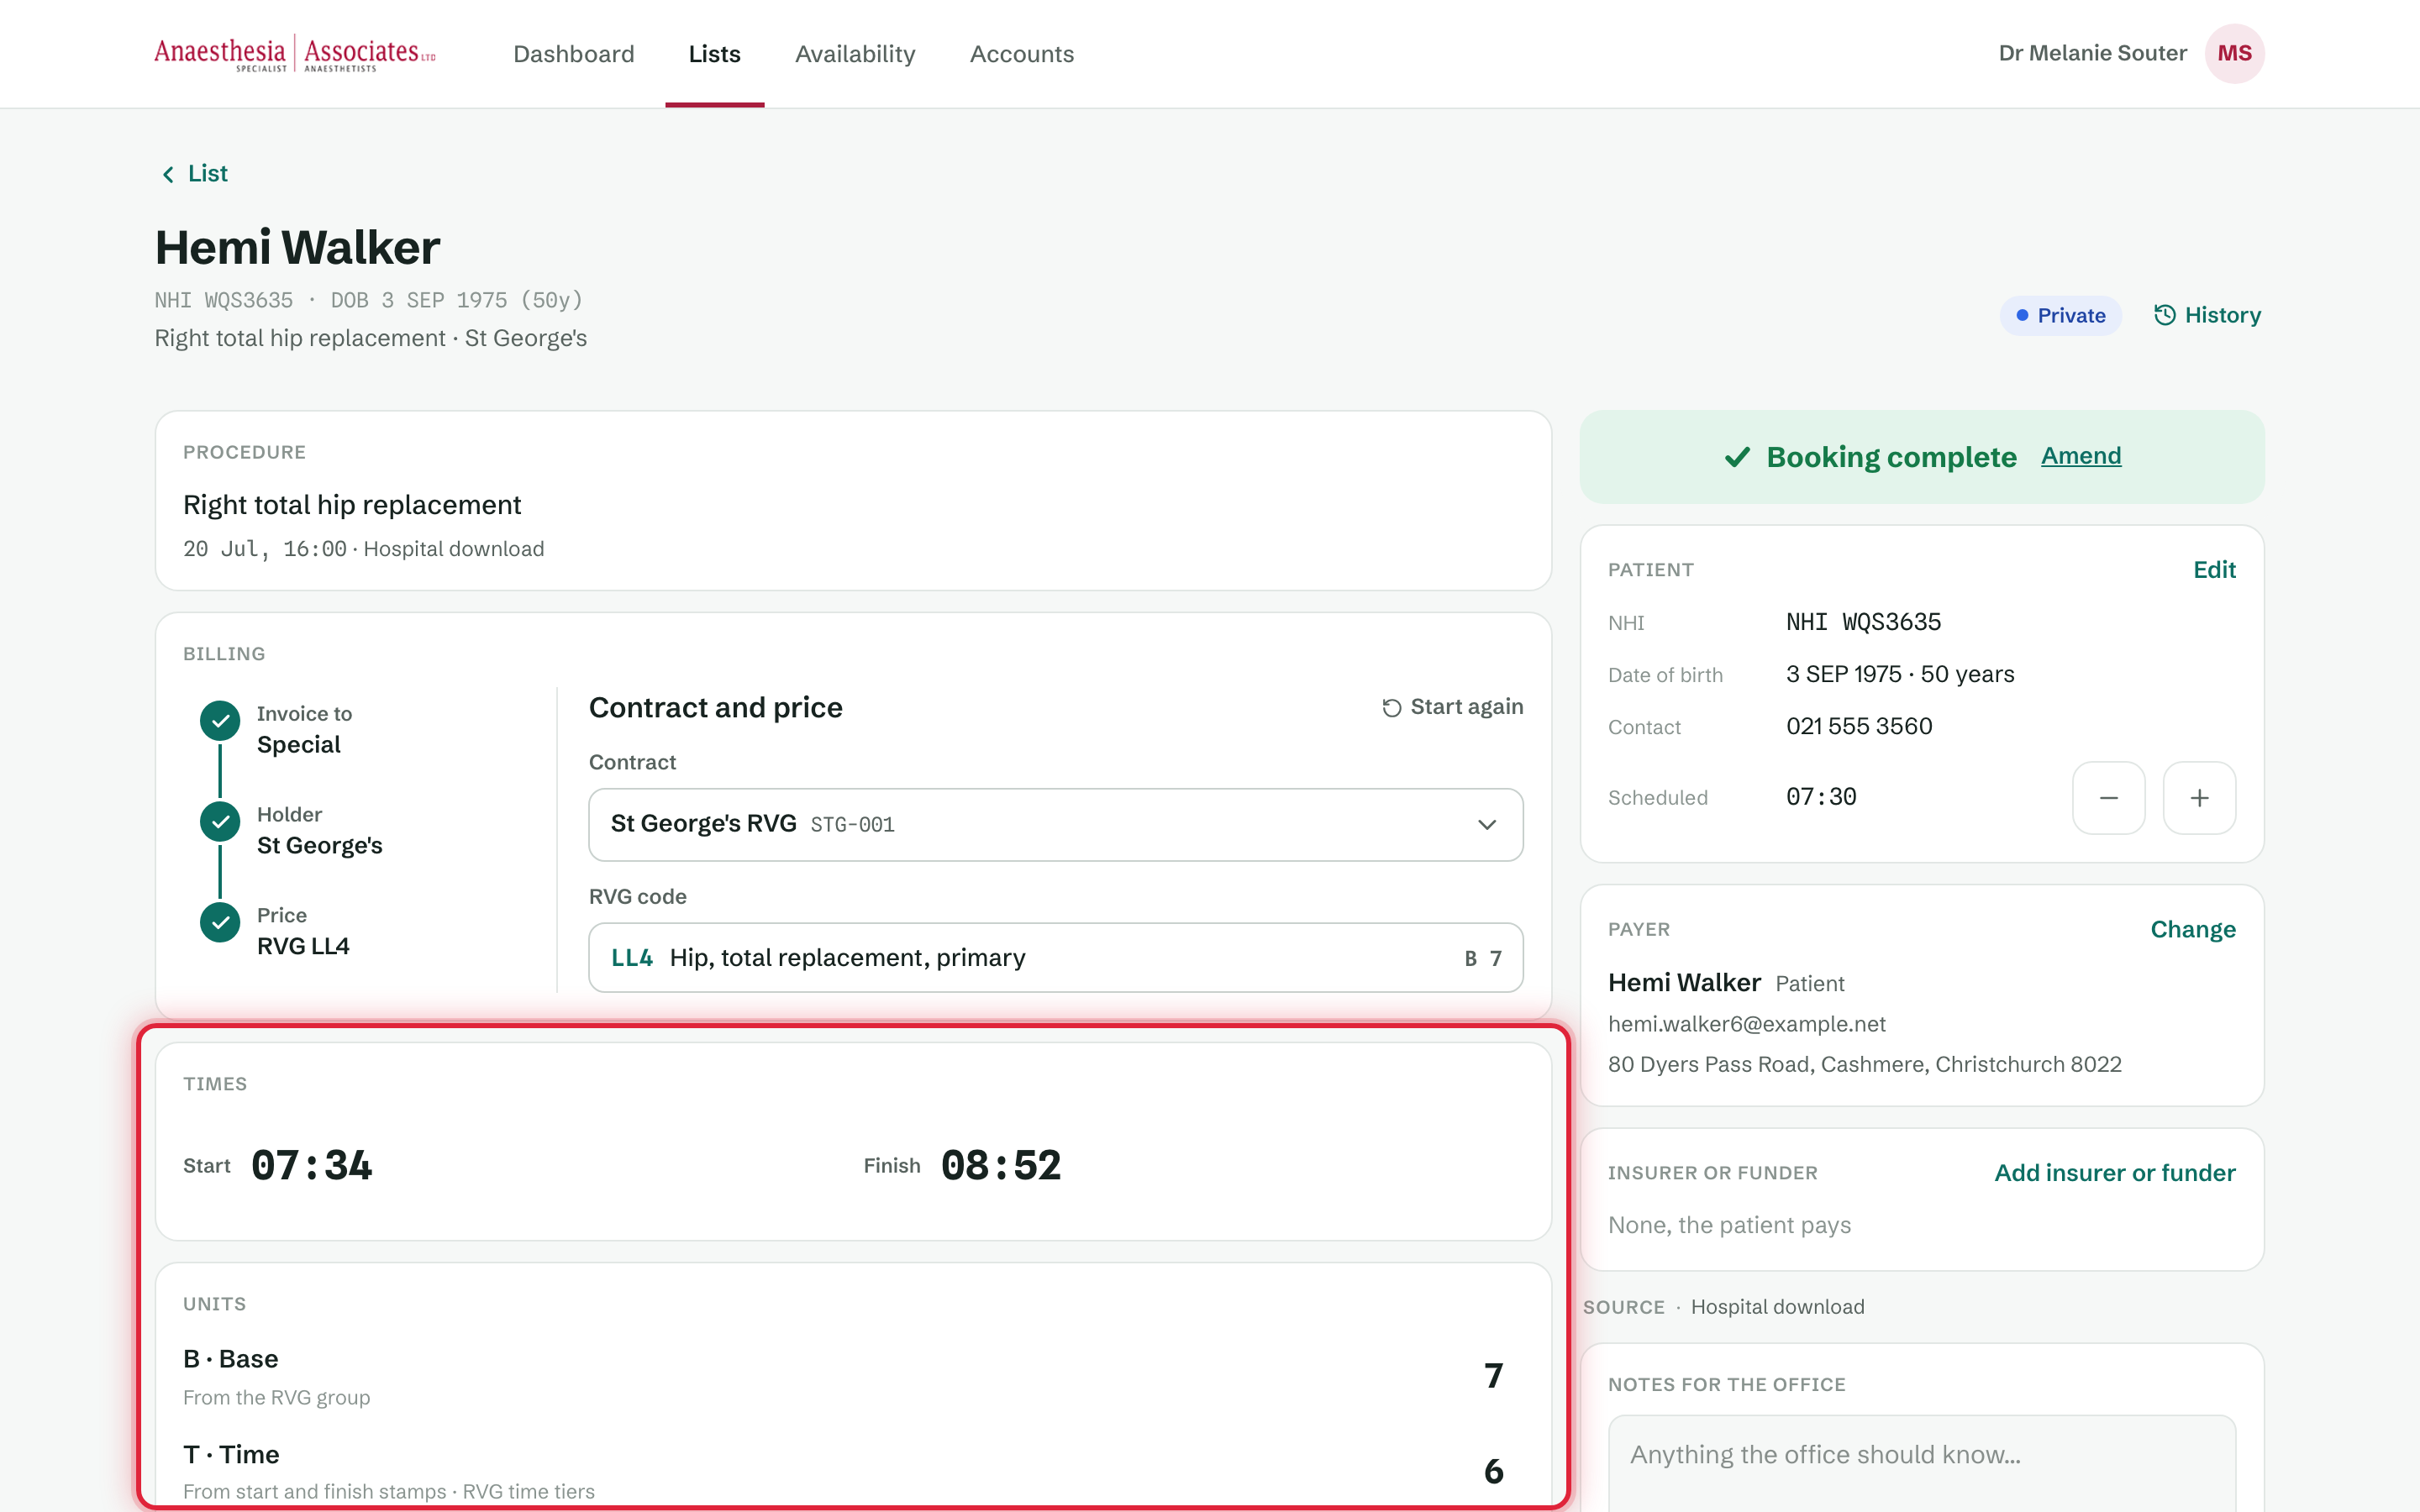 Anaesthesia | Associates LTD
SPECIALIST ANAESTHETISTS
Dashboard
Lists
Availability
Accounts
Dr Melanie Souter
MS
List
Hemi Walker
NHI WQS3635 · DOB 3 SEP 1975 (50y)
Right total hip replacement · St George's
Private
History
PROCEDURE
Right total hip replacement
20 Jul, 16:00 · Hospital download
BILLING
Invoice to
Special
Holder
St George's
Price
RVG LL4
Contract and price
Start again
Contract
St George's RVG STG-001
RVG code
LL4 Hip, total replacement, primary B 7
TIMES
Start 07:34
Finish 08:52
UNITS
B · Base
From the RVG group
7
T · Time
From start and finish stamps · RVG time tiers
6
Booking complete Amend
PATIENT
Edit
NHI NHI WQS3635
Date of birth 3 SEP 1975 · 50 years
Contact 021 555 3560
Scheduled 07:30
PAYER
Change
Hemi Walker Patient
hemi.walker6@example.net
80 Dyers Pass Road, Cashmere, Christchurch 8022
INSURER OR FUNDER
Add insurer or funder
None, the patient pays
SOURCE · Hospital download
NOTES FOR THE OFFICE
Anything the office should know...